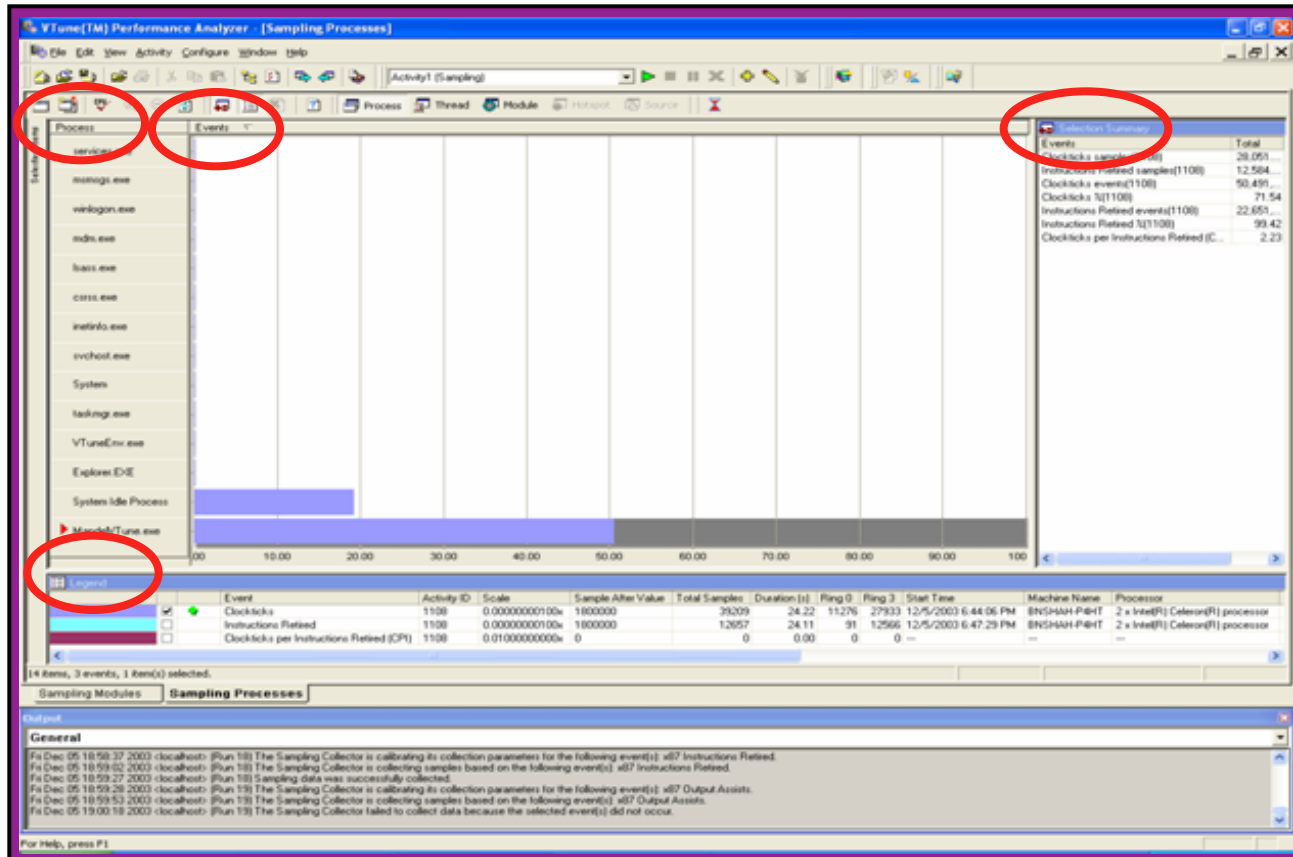 VTune(TM) Performance Analyzer - [Sampling Processes]
File Edit View Activity Configure Window Help
Activity1 (Sampling)
Process Thread Module Hotspot Source
Process Events
services.exe
msmsgs.exe
winlogon.exe
mdm.exe
lsass.exe
csrss.exe
inetinfo.exe
svchost.exe
System
taskmgr.exe
VTuneEnv.exe
Explorer.EXE
System Idle Process
MandelVTune.exe
.00 10.00 20.00 30.00 40.00 50.00 60.00 70.00 80.00 90.00 100
Selection Summary
Events Total
Clockticks samples(1108) 28,051...
Instructions Retired samples(1108) 12,584...
Clockticks events(1108) 50,491,...
Clockticks %(1108) 71.54
Instructions Retired events(1108) 22,651,...
Instructions Retired %(1108) 99.42
Clockticks per Instructions Retired (C... 2.23
Legend
Event Activity ID Scale Sample After Value Total Samples Duration (s) Ring 0 Ring 3 Start Time Machine Name Processor
Clockticks 1108 0.00000000100x 1800000 39209 24.22 11276 27933 12/5/2003 6:44:06 PM BNSHAH-P4HT 2 x Intel(R) Celeron(R) processor
Instructions Retired 1108 0.00000000100x 1800000 12657 24.11 91 12566 12/5/2003 6:47:29 PM BNSHAH-P4HT 2 x Intel(R) Celeron(R) processor
Clockticks per Instructions Retired (CPI) 1108 0.01000000000x 0 0 0.00 0 0 --- --- ---
14 items, 3 events, 1 item(s) selected.
Sampling Modules Sampling Processes
Output
General
Fri Dec 05 18:58:37 2003 <localhost> (Run 18) The Sampling Collector is calibrating its collection parameters for the following event(s): x87 Instructions Retired.
Fri Dec 05 18:59:02 2003 <localhost> (Run 18) The Sampling Collector is collecting samples based on the following event(s): x87 Instructions Retired.
Fri Dec 05 18:59:27 2003 <localhost> (Run 18) Sampling data was successfully collected.
Fri Dec 05 18:59:28 2003 <localhost> (Run 19) The Sampling Collector is calibrating its collection parameters for the following event(s): x87 Output Assists.
Fri Dec 05 18:59:53 2003 <localhost> (Run 19) The Sampling Collector is collecting samples based on the following event(s): x87 Output Assists.
Fri Dec 05 19:00:18 2003 <localhost> (Run 19) The Sampling Collector failed to collect data because the selected event(s) did not occur.
For Help, press F1